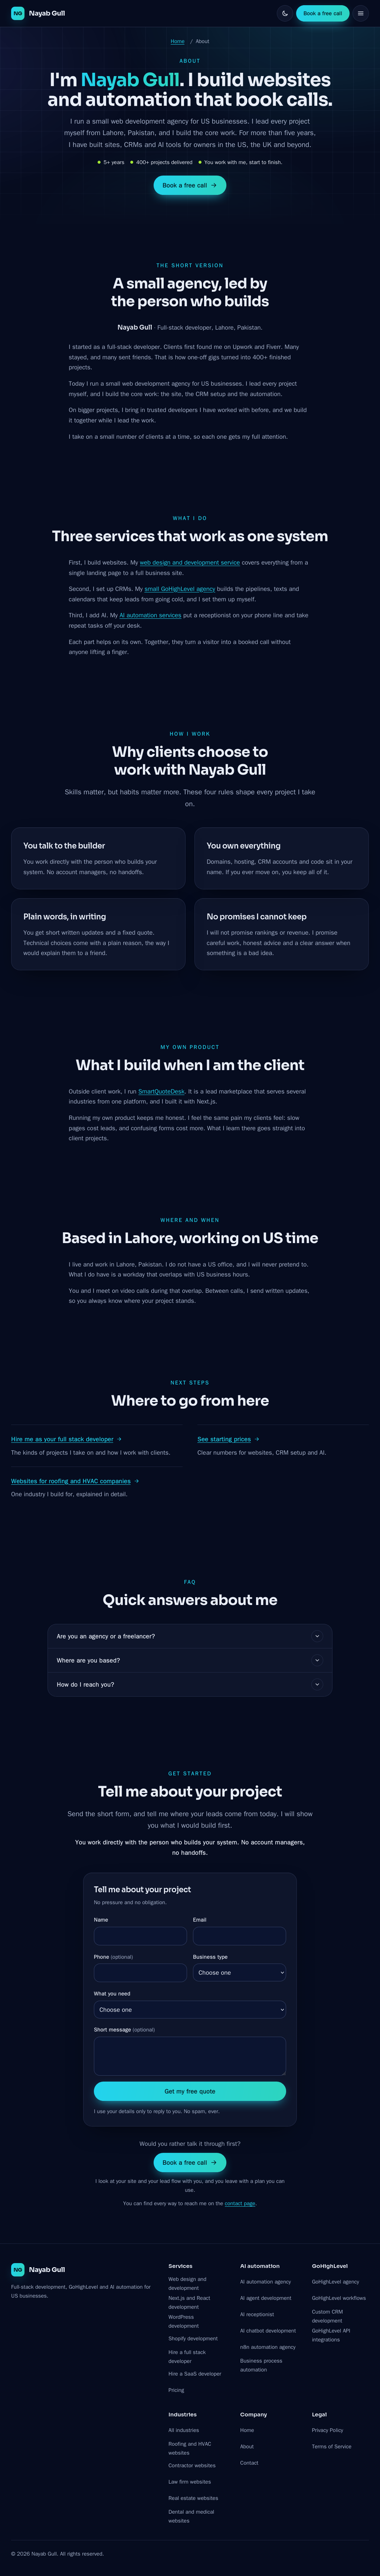 NG Nayab Gull
Book a free call
Home / About
ABOUT
I'm Nayab Gull. I build websites
and automation that book calls.
I run a small web development agency for US businesses. I lead every project
myself from Lahore, Pakistan, and I build the core work. For more than five years,
I have built sites, CRMs and AI tools for owners in the US, the UK and beyond.
5+ years 400+ projects delivered You work with me, start to finish.
Book a free call →
THE SHORT VERSION
A small agency, led by
the person who builds
Nayab Gull · Full-stack developer, Lahore, Pakistan.
I started as a full-stack developer. Clients first found me on Upwork and Fiverr. Many
stayed, and many sent friends. That is how one-off gigs turned into 400+ finished
projects.
Today I run a small web development agency for US businesses. I lead every project
myself, and I build the core work: the site, the CRM setup and the automation.
On bigger projects, I bring in trusted developers I have worked with before, and we build
it together while I lead the work.
I take on a small number of clients at a time, so each one gets my full attention.
WHAT I DO
Three services that work as one system
First, I build websites. My web design and development service covers everything from a
single landing page to a full business site.
Second, I set up CRMs. My small GoHighLevel agency builds the pipelines, texts and
calendars that keep leads from going cold, and I set them up myself.
Third, I add AI. My AI automation services put a receptionist on your phone line and take
repeat tasks off your desk.
Each part helps on its own. Together, they turn a visitor into a booked call without
anyone lifting a finger.
HOW I WORK
Why clients choose to
work with Nayab Gull
Skills matter, but habits matter more. These four rules shape every project I take
on.
You talk to the builder
You work directly with the person who builds your
system. No account managers, no handoffs.
You own everything
Domains, hosting, CRM accounts and code sit in your
name. If you ever move on, you keep all of it.
Plain words, in writing
You get short written updates and a fixed quote.
Technical choices come with a plain reason, the way I
would explain them to a friend.
No promises I cannot keep
I will not promise rankings or revenue. I promise
careful work, honest advice and a clear answer when
something is a bad idea.
MY OWN PRODUCT
What I build when I am the client
Outside client work, I run SmartQuoteDesk. It is a lead marketplace that serves several
industries from one platform, and I built it with Next.js.
Running my own product keeps me honest. I feel the same pain my clients feel: slow
pages cost leads, and confusing forms cost more. What I learn there goes straight into
client projects.
WHERE AND WHEN
Based in Lahore, working on US time
I live and work in Lahore, Pakistan. I do not have a US office, and I will never pretend to.
What I do have is a workday that overlaps with US business hours.
You and I meet on video calls during that overlap. Between calls, I send written updates,
so you always know where your project stands.
NEXT STEPS
Where to go from here
Hire me as your full stack developer →
The kinds of projects I take on and how I work with clients.
See starting prices →
Clear numbers for websites, CRM setup and AI.
Websites for roofing and HVAC companies →
One industry I build for, explained in detail.
FAQ
Quick answers about me
Are you an agency or a freelancer?
Where are you based?
How do I reach you?
GET STARTED
Tell me about your project
Send the short form, and tell me where your leads come from today. I will show
you what I would build first.
You work directly with the person who builds your system. No account managers,
no handoffs.
Tell me about your project
No pressure and no obligation.
Name
Email
Phone (optional)
Business type
Choose one
What you need
Choose one
Short message (optional)
Get my free quote
I use your details only to reply to you. No spam, ever.
Would you rather talk it through first?
Book a free call →
I look at your site and your lead flow with you, and you leave with a plan you can
use.
You can find every way to reach me on the contact page.
NG Nayab Gull
Full-stack development, GoHighLevel and AI automation for
US businesses.
Services
Web design and
development
Next.js and React
development
WordPress
development
Shopify development
Hire a full stack
developer
Hire a SaaS developer
Pricing
AI automation
AI automation agency
AI agent development
AI receptionist
AI chatbot development
n8n automation agency
Business process
automation
GoHighLevel
GoHighLevel agency
GoHighLevel workflows
Custom CRM
development
GoHighLevel API
integrations
Industries
All industries
Roofing and HVAC
websites
Contractor websites
Law firm websites
Real estate websites
Dental and medical
websites
Company
Home
About
Contact
Legal
Privacy Policy
Terms of Service
© 2026 Nayab Gull. All rights reserved.